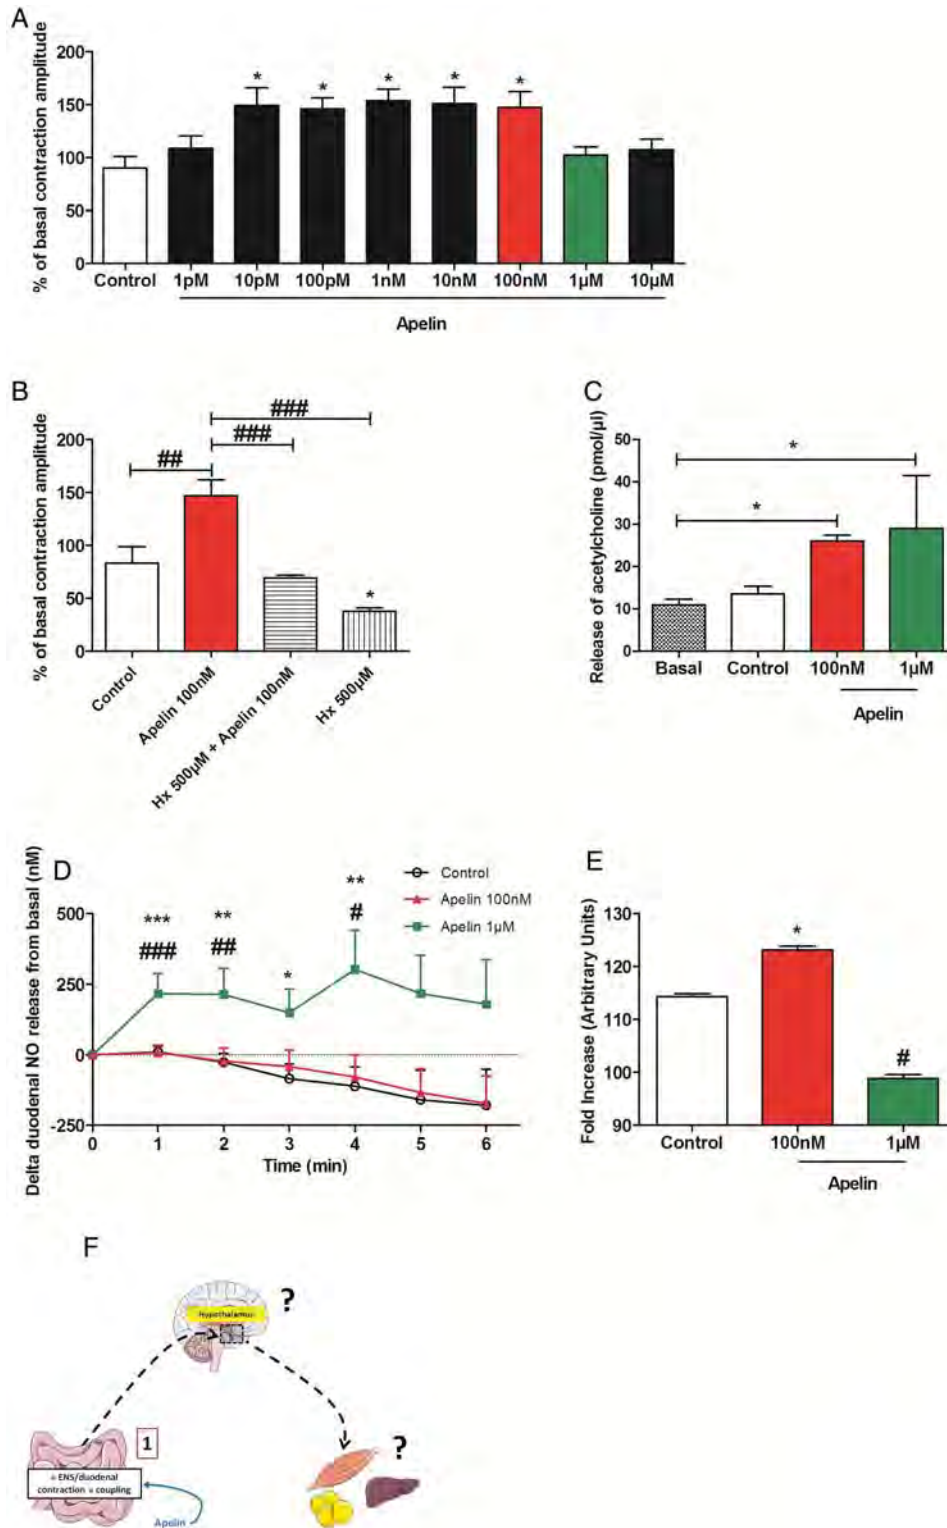 A
% of basal contraction amplitude
200
150
100
50
0
* * * * *
Control 1pM 10pM 100pM 1nM 10nM 100nM 1µM 10µM
Apelin
B
% of basal contraction amplitude
200
150
100
50
0
###
###
##
*
Control
Apelin 100nM
Hx 500µM + Apelin 100nM
Hx 500µM
C
Release of acetylcholine (pmol/µl)
50
40
30
20
10
0
*
*
Basal Control 100nM 1µM
Apelin
D
Delta duodenal NO release from basal (nM)
500
250
0
-250
Control
Apelin 100nM
Apelin 1µM
*** ** * **
### ## #
0 1 2 3 4 5 6
Time (min)
E
Fold Increase (Arbitrary Units)
130
120
110
100
90
*
#
Control 100nM 1µM
Apelin
F
Hypothalamus
?
1
ENS/duodenal
contraction « coupling
Apelin
?